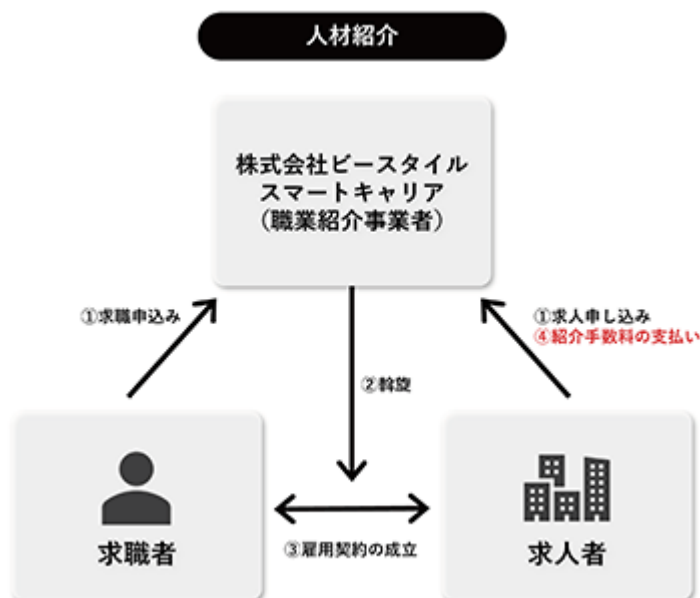 人材紹介
株式会社ビースタイル
スマートキャリア
（職業紹介事業者）
①求職申込み
①求人申し込み
④紹介手数料の支払い
②斡旋
③雇用契約の成立
求職者
求人者